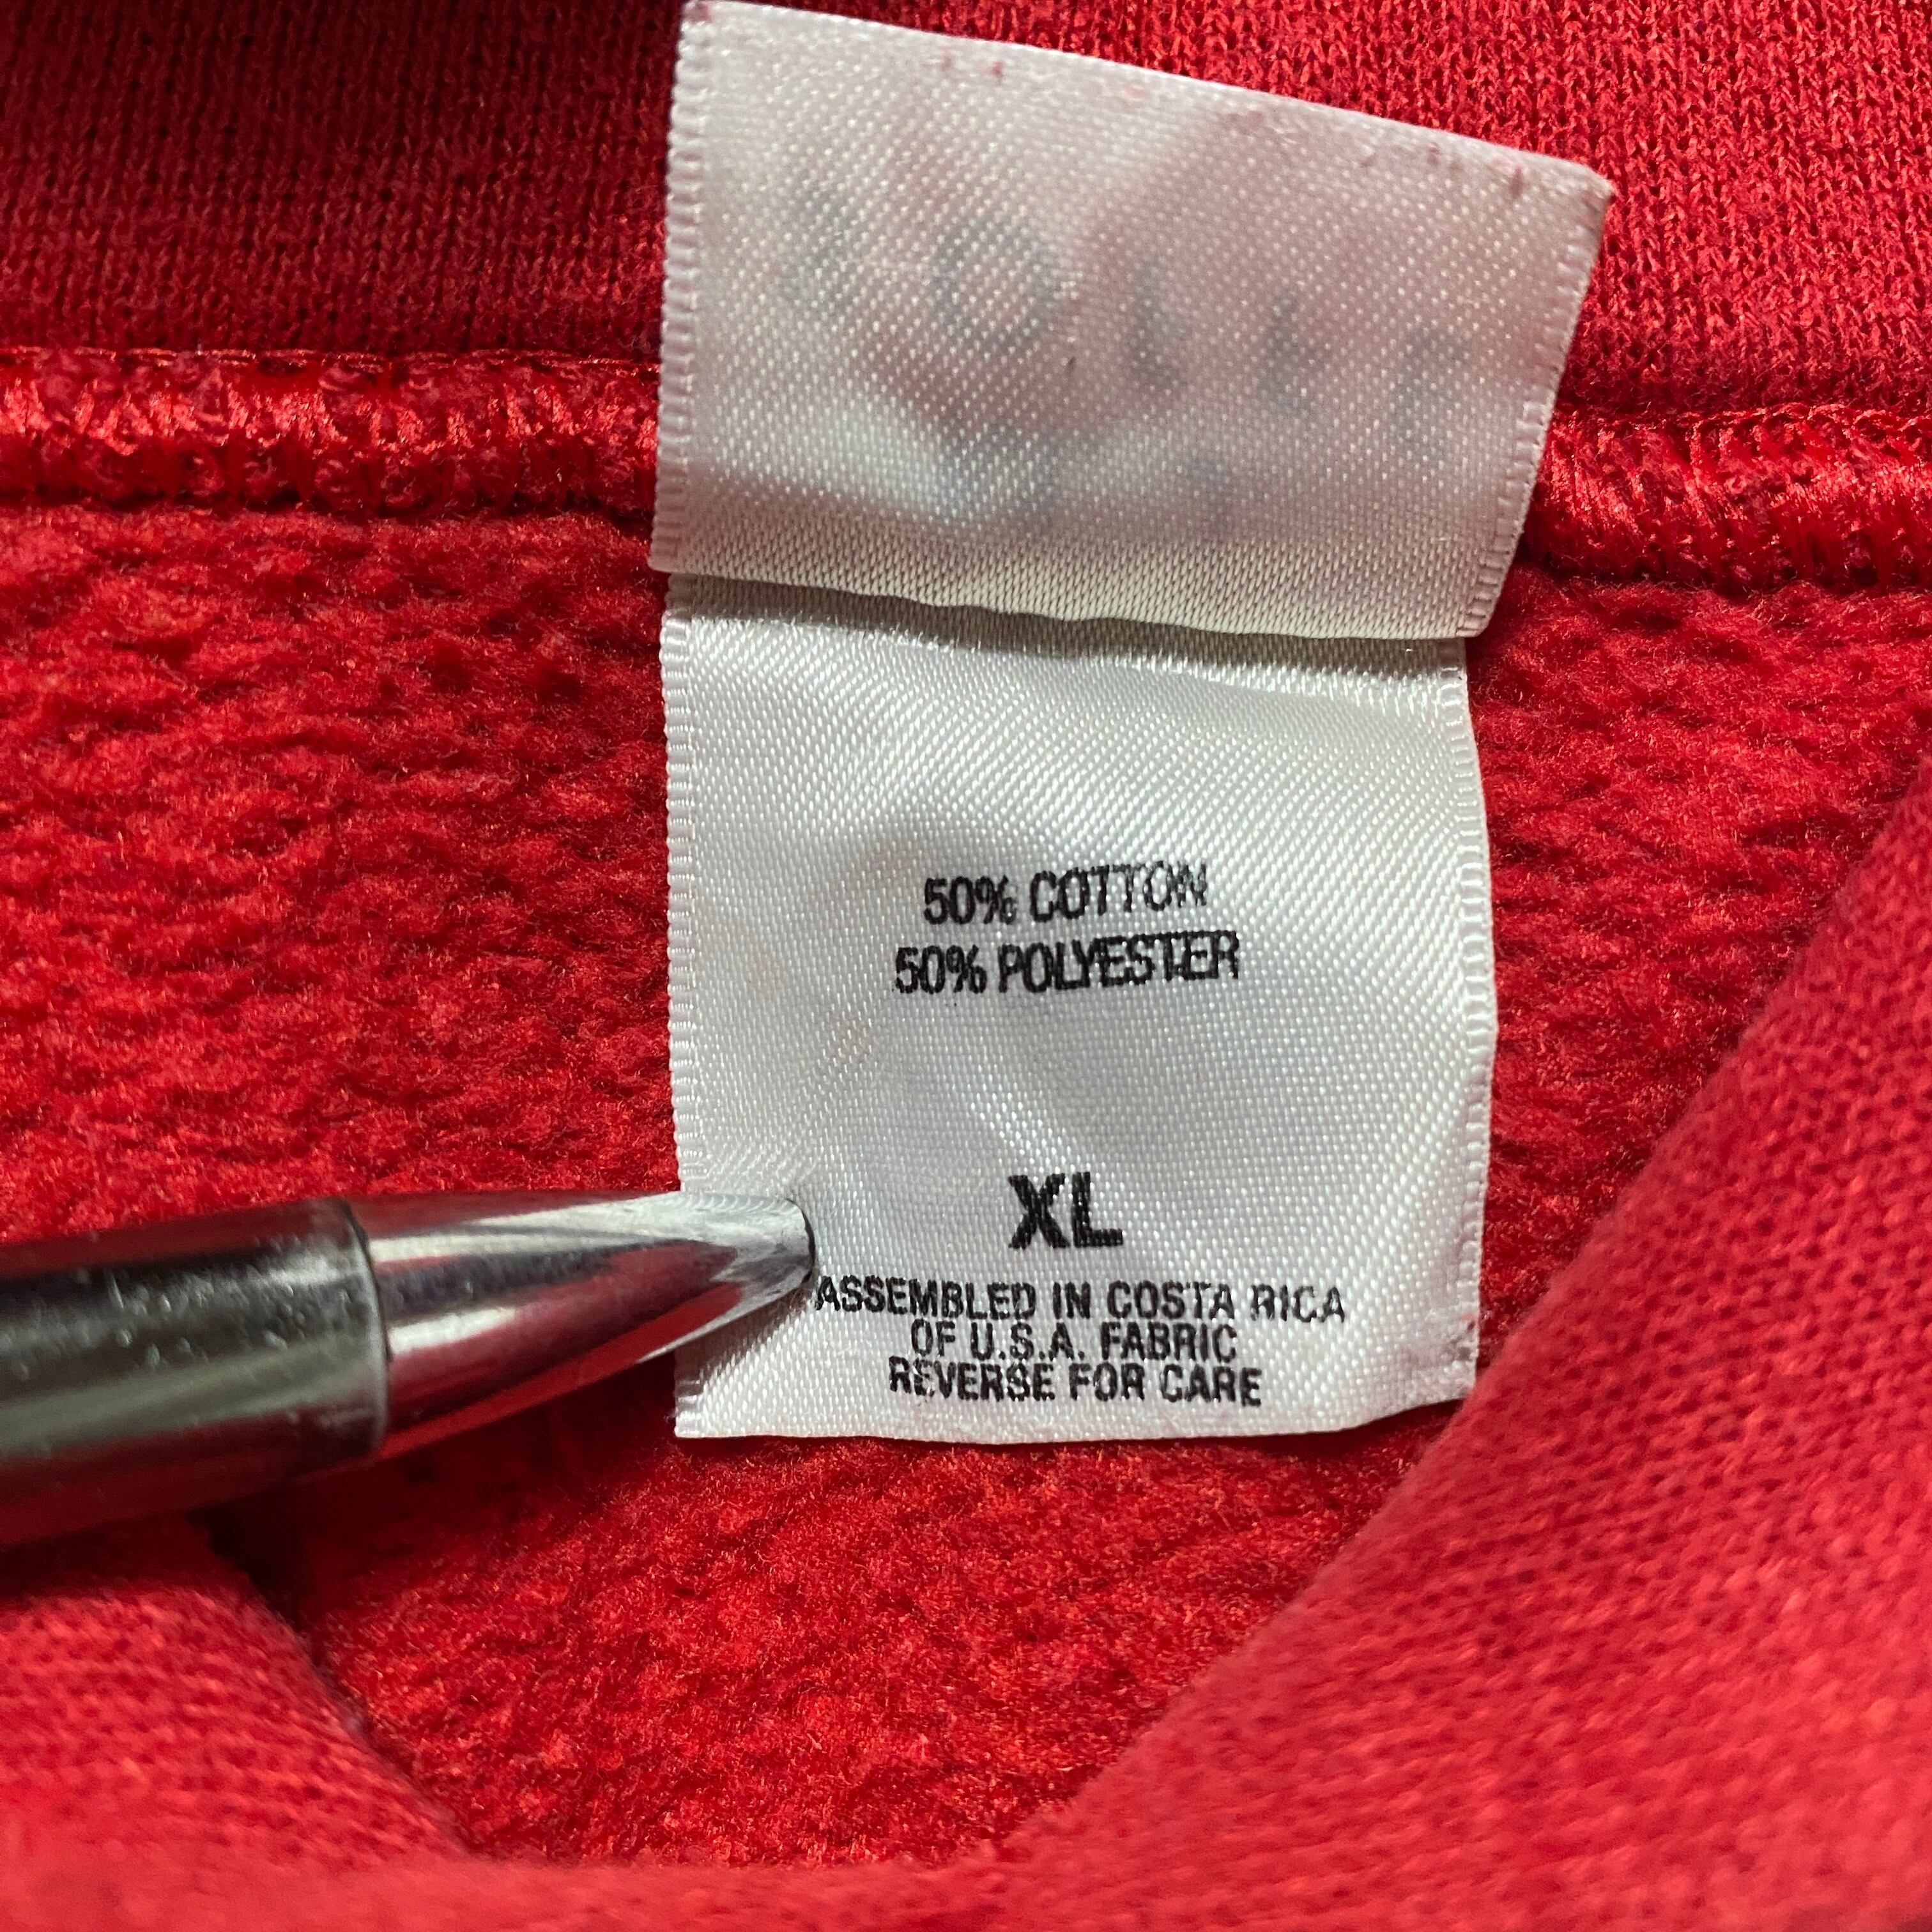 50% COTTON
50% POLYESTER
XL
ASSEMBLED IN COSTA RICA
OF U.S.A. FABRIC
REVERSE FOR CARE